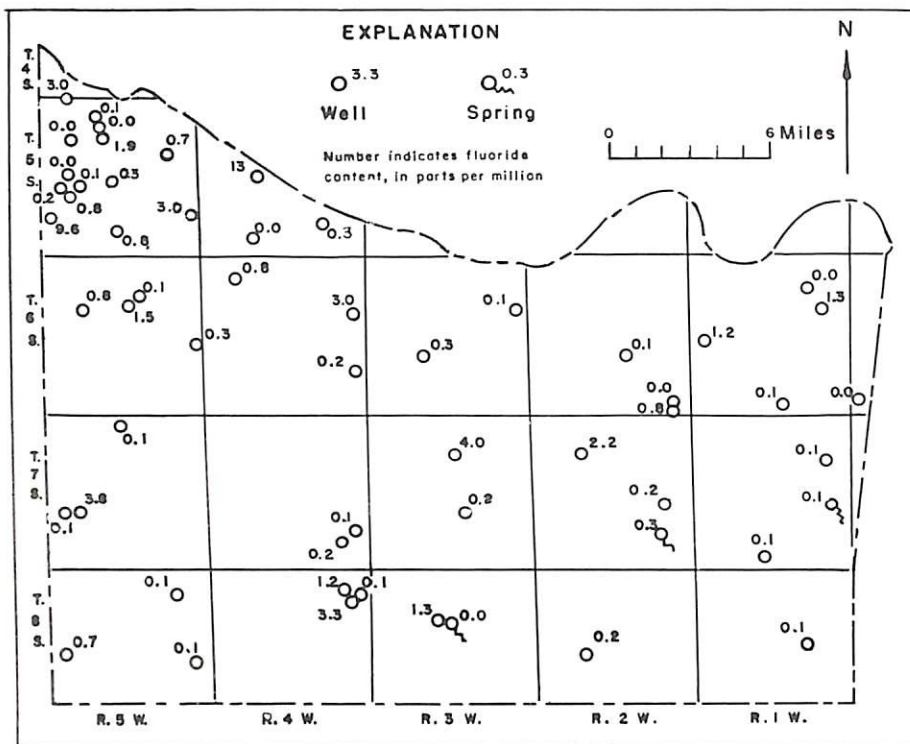 EXPLANATION
N
3.3
0.3
Well
Spring
Number indicates fluoride
content, in parts per million
0
6 Miles
T.
4
S.
3.0
T.
5
S.
0.1
0.0
0.0
1.9
0.7
0.0
0.1
0.3
0.2
0.8
9.6
0.8
3.0
13
0.0
0.3
T.
6
S.
0.8
0.1
1.5
0.3
0.8
3.0
0.2
0.1
0.3
0.1
0.0
0.8
1.2
0.0
1.3
0.1
0.0
T.
7
S.
0.1
3.8
0.1
0.1
0.2
4.0
0.2
2.2
0.2
0.3
0.1
0.1
0.1
T.
8
S.
0.1
0.7
0.1
1.2
0.1
3.3
1.3
0.0
0.2
0.1
R. 5 W.
R. 4 W.
R. 3 W.
R. 2 W.
R. 1 W.